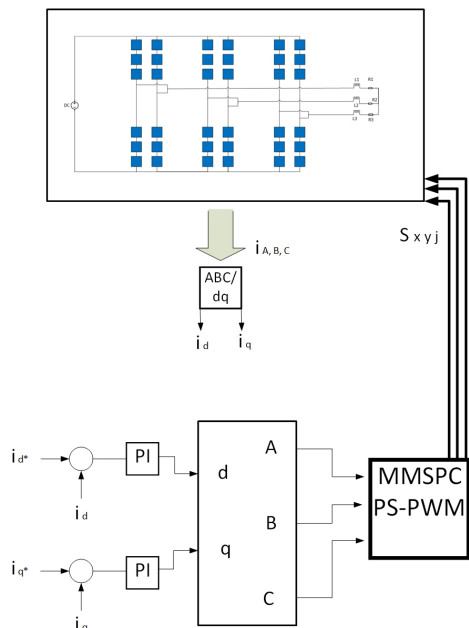 DC
L1
R1
L2
R2
L3
R3
S x y j
i A, B, C
ABC/
dq
i d
i q
i d*
PI
i d
i q*
PI
i q
d
q
A
B
C
MMSPC
PS-PWM